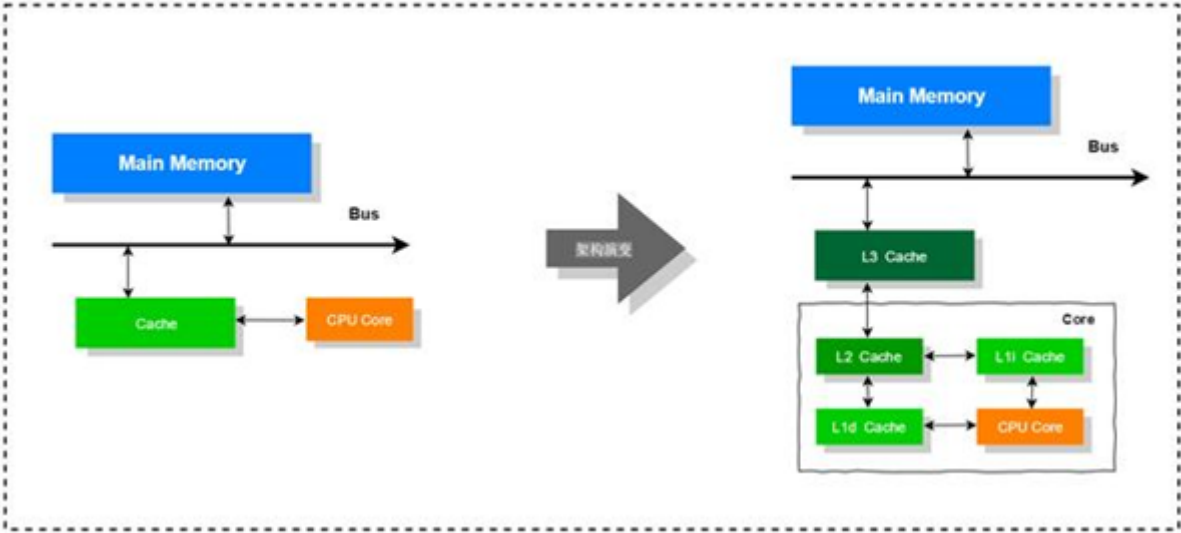 Main Memory
Bus
Cache
CPU Core
架构演变
Main Memory
Bus
L3 Cache
Core
L2 Cache
L1i Cache
L1d Cache
CPU Core